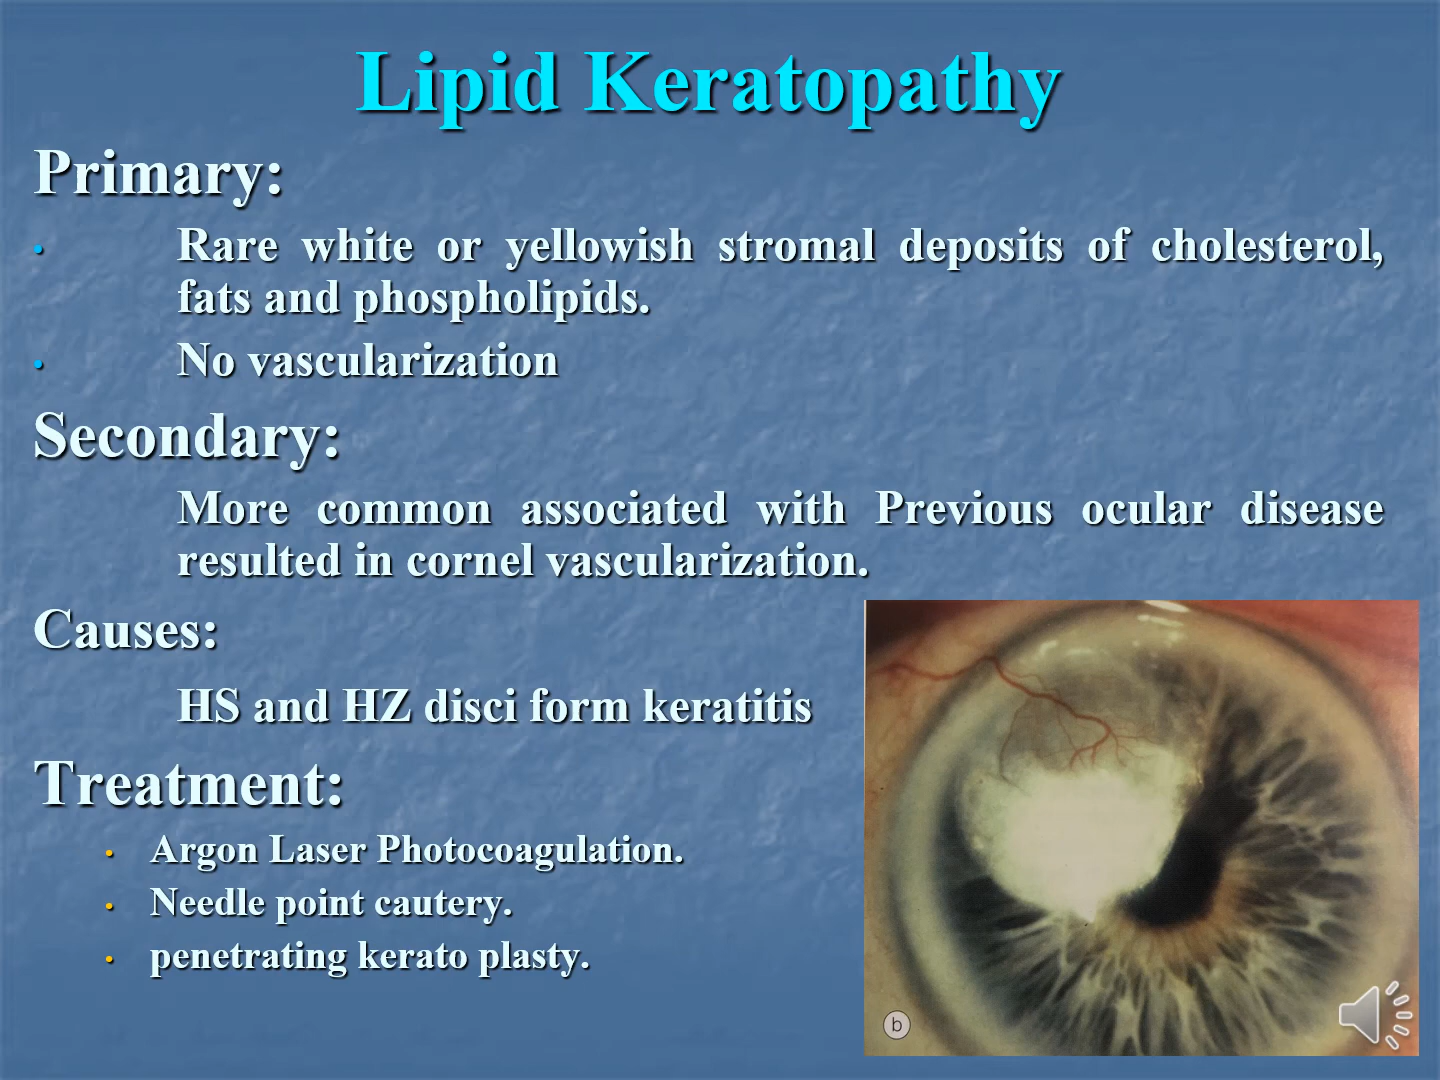 Lipid Keratopathy
Primary:
• Rare white or yellowish stromal deposits of cholesterol,
fats and phospholipids.
• No vascularization
Secondary:
More common associated with Previous ocular disease
resulted in cornel vascularization.
Causes:
HS and HZ disci form keratitis
Treatment:
• Argon Laser Photocoagulation.
• Needle point cautery.
• penetrating kerato plasty.
b